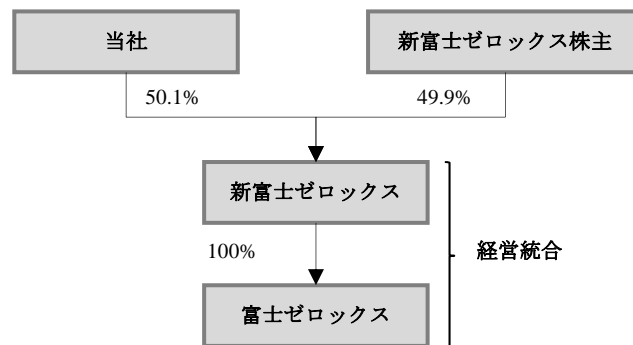 当社
新富士ゼロックス株主
50.1%
49.9%
新富士ゼロックス
100%
経営統合
富士ゼロックス